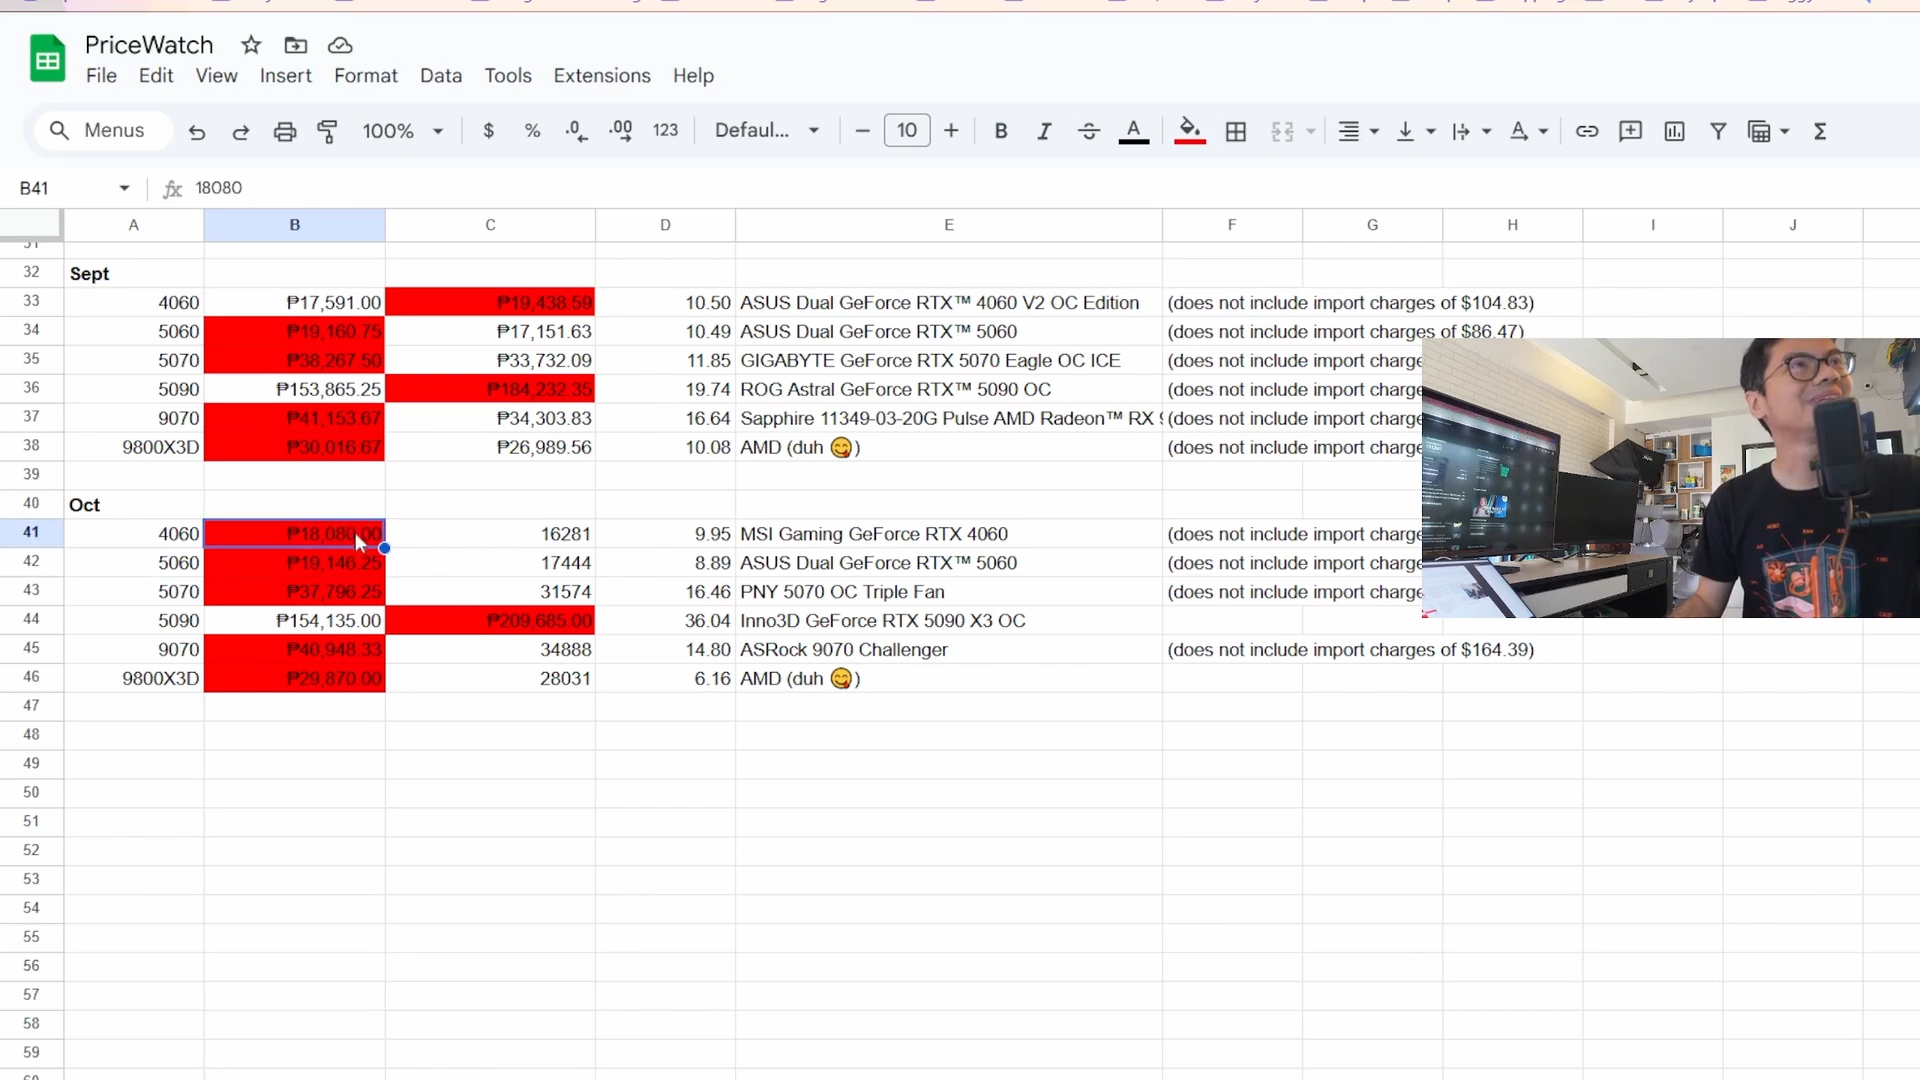 PriceWatch
File Edit View Insert Format Data Tools Extensions Help
Menus 100% $ % .0 .00 123 Defaul... − 10 + B I A Σ
B41 fx 18080
A B C D E F G H I J
32 Sept
33 4060 ₱17,591.00 ₱19,438.59 10.50 ASUS Dual GeForce RTX™ 4060 V2 OC Edition (does not include import charges of $104.83)
34 5060 ₱19,160.75 ₱17,151.63 10.49 ASUS Dual GeForce RTX™ 5060 (does not include import charges of $86.47)
35 5070 ₱38,267.50 ₱33,732.09 11.85 GIGABYTE GeForce RTX 5070 Eagle OC ICE (does not include import charge
36 5090 ₱153,865.25 ₱184,232.35 19.74 ROG Astral GeForce RTX™ 5090 OC (does not include import charge
37 9070 ₱41,153.67 ₱34,303.83 16.64 Sapphire 11349-03-20G Pulse AMD Radeon™ RX (does not include import charge
38 9800X3D ₱30,016.67 ₱26,989.56 10.08 AMD (duh 😋) (does not include import charge
39
40 Oct
41 4060 ₱18,080.00 16281 9.95 MSI Gaming GeForce RTX 4060 (does not include import charge
42 5060 ₱19,146.25 17444 8.89 ASUS Dual GeForce RTX™ 5060 (does not include import charge
43 5070 ₱37,796.25 31574 16.46 PNY 5070 OC Triple Fan (does not include import charge
44 5090 ₱154,135.00 ₱209,685.00 36.04 Inno3D GeForce RTX 5090 X3 OC
45 9070 ₱40,948.33 34888 14.80 ASRock 9070 Challenger (does not include import charges of $164.39)
46 9800X3D ₱29,870.00 28031 6.16 AMD (duh 😋)
47
48
49
50
51
52
53
54
55
56
57
58
59